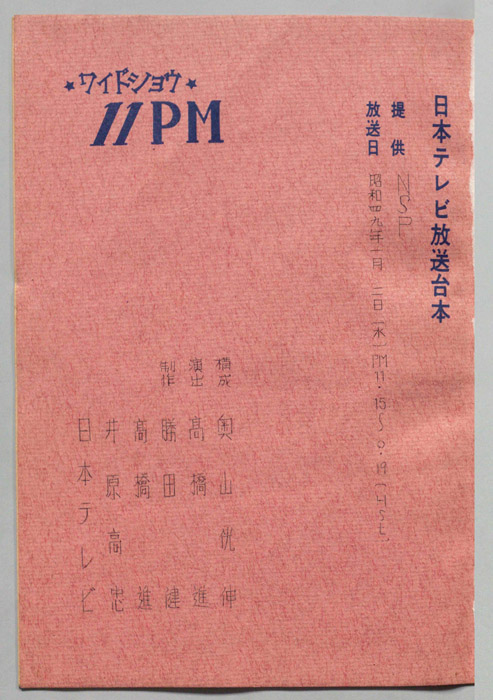 日本テレビ放送台本
提供 NSP
放送日 昭和四九年一月 二日(水)PM11・15〜0・19
★ワイドショウ★
11PM
構成 奥山侊伸
演出 髙橋 進
制作 勝田 健
髙橋 進
井原高忠
日本テレビ